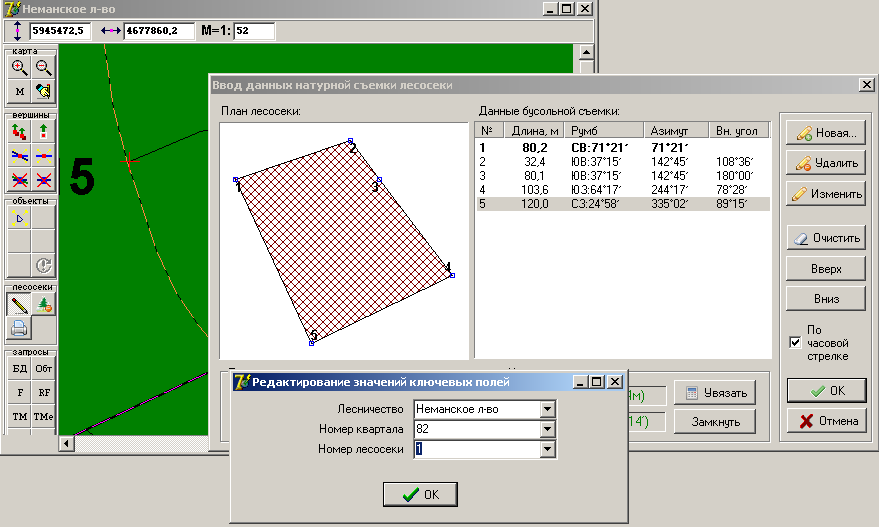 Неманское л-во
5945472,5
4677860,2
М=1:
52
карта
М
вершины
объекты
лесосеки
запросы
БД Обт
F RF
ТМ ТМе
5
Ввод данных натурной съемки лесосеки
План лесосеки:
1
2
3
4
5
Данные бусольной съемки:
№ Длина, м Румб Азимут Вн. угол
1 80,2 СВ:71°21´ 71°21´
2 32,4 ЮВ:37°15´ 142°45´ 108°36´
3 80,1 ЮВ:37°15´ 142°45´ 180°00´
4 103,6 ЮЗ:64°17´ 244°17´ 78°28´
5 120,0 СЗ:24°58´ 335°02´ 89°15´
Новая...
Удалить
Изменить
Очистить
Вверх
Вниз
По
часовой
стрелке
OK
Отмена
Увязать
Замкнуть
14´)
Редактирование значений ключевых полей
Лесничество Неманское л-во
Номер квартала 82
Номер лесосеки 1
OK